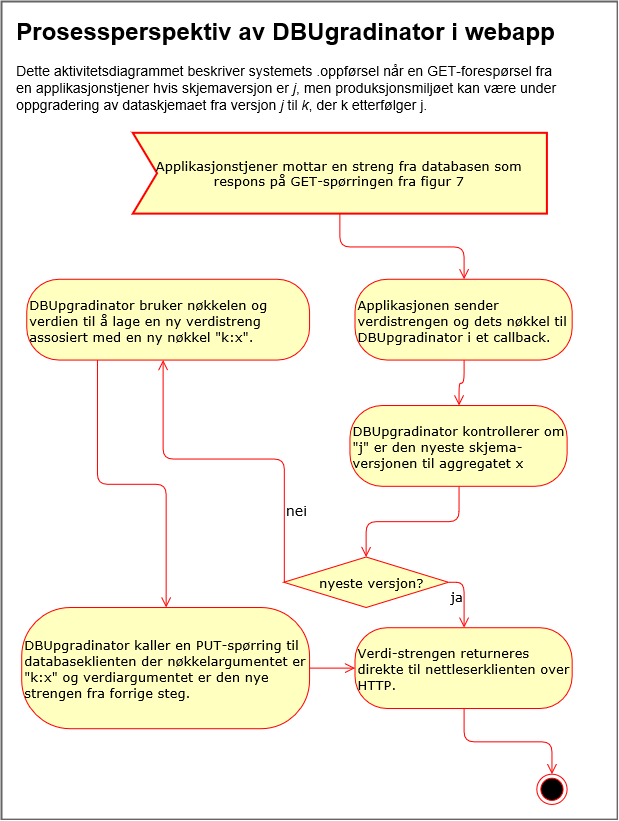 Prosessperspektiv av DBUgradinator i webapp
Dette aktivitetsdiagrammet beskriver systemets .oppførsel når en GET-forespørsel fra
en applikasjonstjener hvis skjemaversjon er j, men produksjonsmiljøet kan være under
oppgradering av dataskjemaet fra versjon j til k, der k etterfølger j.
Applikasjonstjener mottar en streng fra databasen som
respons på GET-spørringen fra figur 7
DBUpgradinator bruker nøkkelen og
verdien til å lage en ny verdistreng
assosiert med en ny nøkkel "k:x".
Applikasjonen sender
verdistrengen og dets nøkkel til
DBUpgradinator i et callback.
DBUpgradinator kontrollerer om
"j" er den nyeste skjema-
versjonen til aggregatet x
nei
nyeste versjon?
ja
DBUpgradinator kaller en PUT-spørring til
databaseklienten der nøkkelargumentet er
"k:x" og verdiargumentet er den nye
strengen fra forrige steg.
Verdi-strengen returneres
direkte til nettleserklienten over
HTTP.